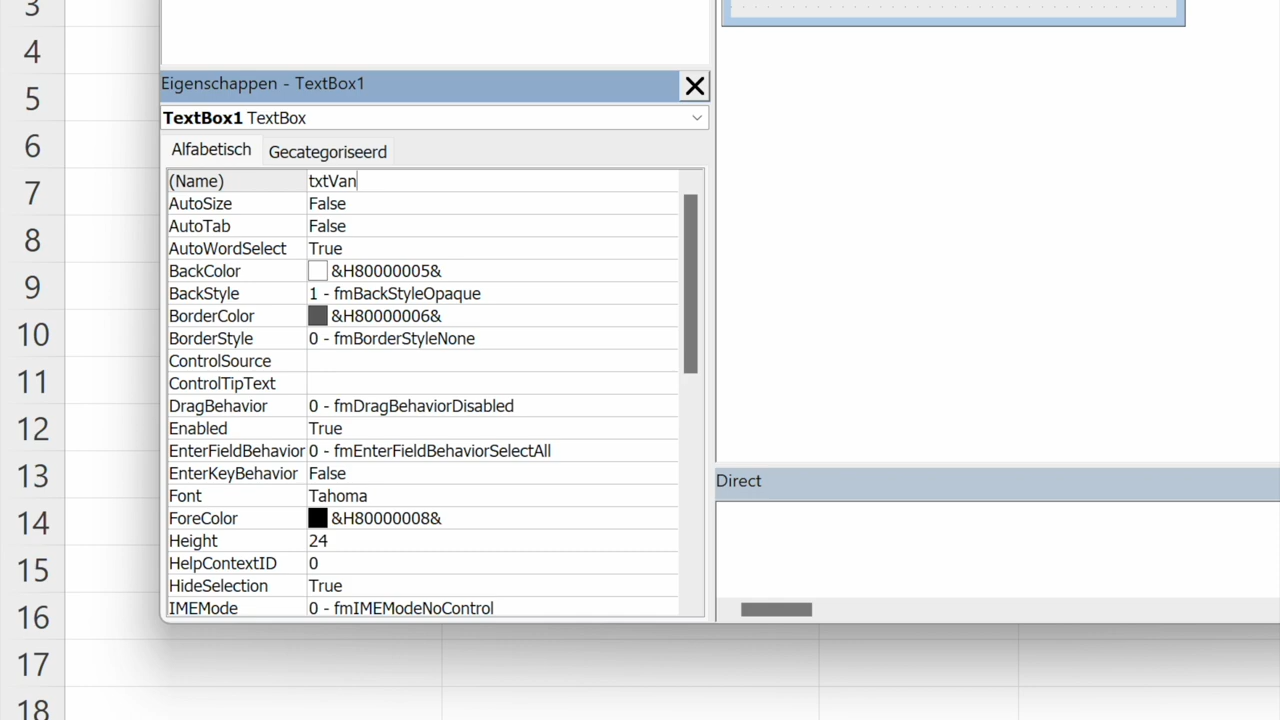 3
4
5
6
7
8
9
10
11
12
13
14
15
16
17
18
Eigenschappen - TextBox1
TextBox1 TextBox
Alfabetisch Gecategoriseerd
(Name) txtVan
AutoSize False
AutoTab False
AutoWordSelect True
BackColor &H80000005&
BackStyle 1 - fmBackStyleOpaque
BorderColor &H80000006&
BorderStyle 0 - fmBorderStyleNone
ControlSource
ControlTipText
DragBehavior 0 - fmDragBehaviorDisabled
Enabled True
EnterFieldBehavior 0 - fmEnterFieldBehaviorSelectAll
EnterKeyBehavior False
Font Tahoma
ForeColor &H80000008&
Height 24
HelpContextID 0
HideSelection True
IMEMode 0 - fmIMEModeNoControl
Direct